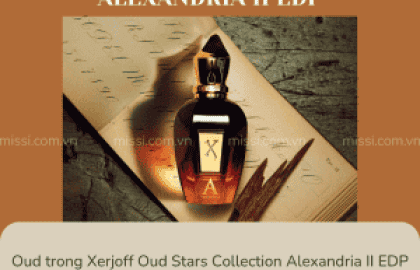 ALEXANDRIA II EDP
missi.com.vn
missi.com.vn
missi.com.vn
X
A
Oud trong Xerjoff Oud Stars Collection Alexandria II EDP